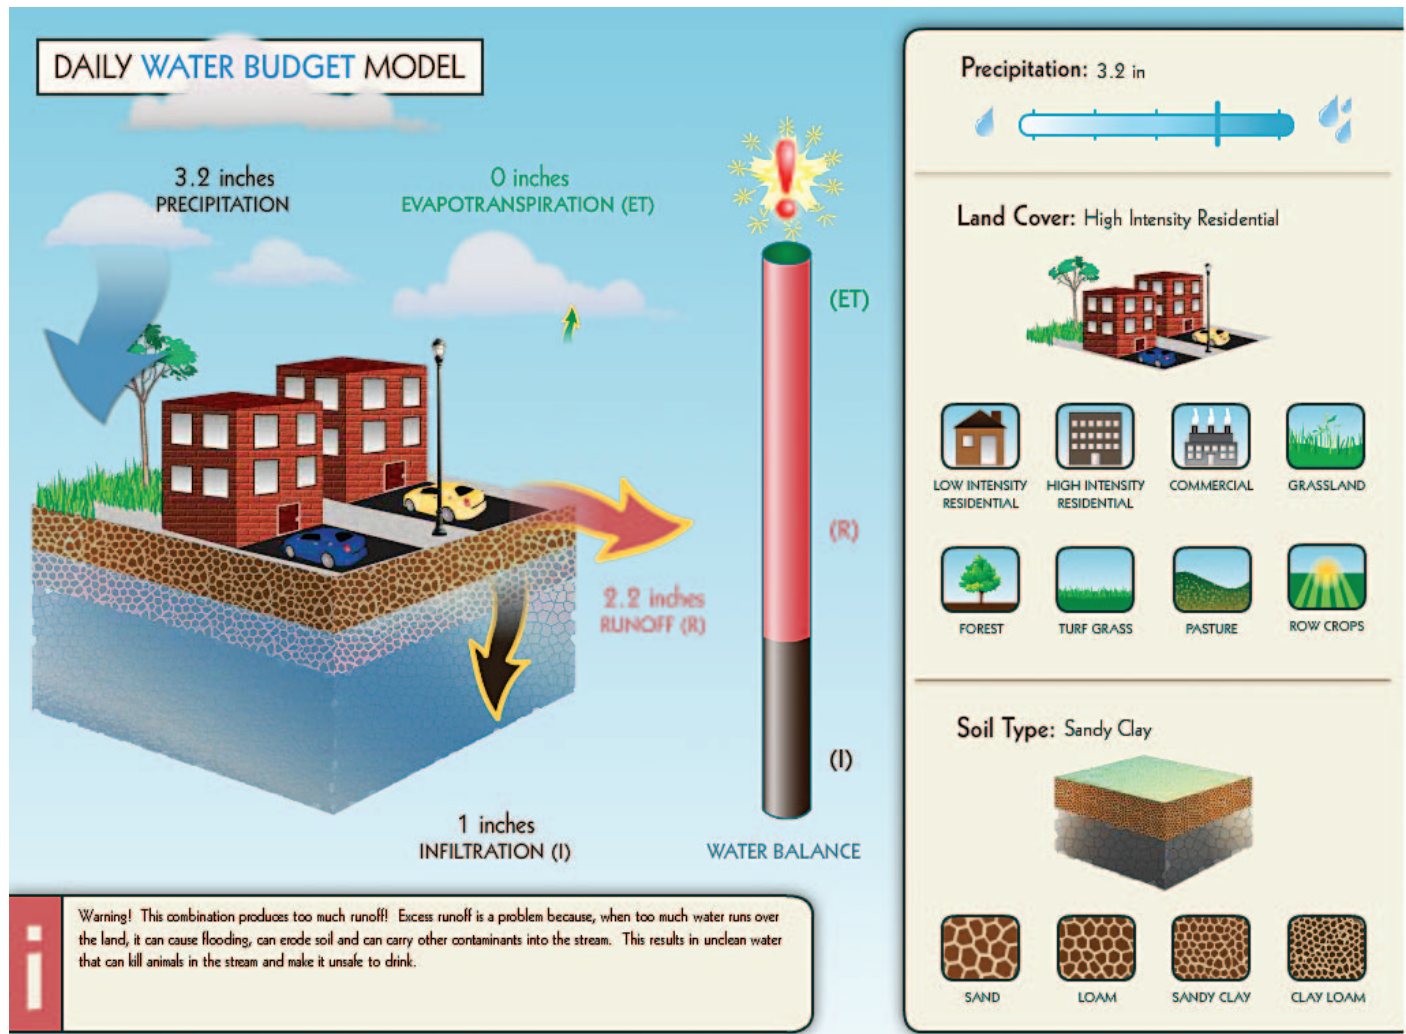 DAILY WATER BUDGET MODEL
3.2 inches
PRECIPITATION
0 inches
EVAPOTRANSPIRATION (ET)
(ET)
(R)
2.2 inches
RUNOFF (R)
(I)
1 inches
INFILTRATION (I)
WATER BALANCE
i
Warning! This combination produces too much runoff! Excess runoff is a problem because, when too much water runs over
the land, it can cause flooding, can erode soil and can carry other contaminants into the stream. This results in unclean water
that can kill animals in the stream and make it unsafe to drink.
Precipitation: 3.2 in
Land Cover: High Intensity Residential
LOW INTENSITY
RESIDENTIAL
HIGH INTENSITY
RESIDENTIAL
COMMERCIAL
GRASSLAND
FOREST
TURF GRASS
PASTURE
ROW CROPS
Soil Type: Sandy Clay
SAND
LOAM
SANDY CLAY
CLAY LOAM